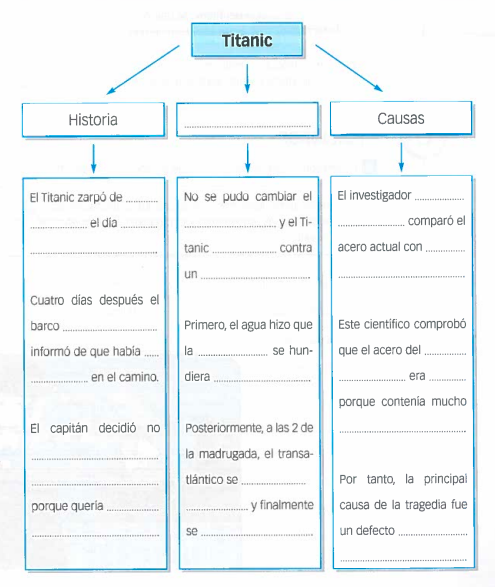 Titanic
Historia
Causas
El Titanic zarpó de ............
.................... el día .............
............................................
Cuatro días después el
barco ................................
informó de que había .....
.................... en el camino.
El capitán decidió no
............................................
............................................
porque quería ..................
............................................
............................................
No se pudo cambiar el
................................ y el Ti-
tanic ........................ contra
un ......................................
Primero, el agua hizo que
la ........................ se hun-
diera ..................................
Posteriormente, a las 2 de
la madrugada, el transa-
tlántico se ......................
...................... y finalmente
se ......................................
El investigador ..................
........................ comparó el
acero actual con ..............
............................................
Este científico comprobó
que el acero del ...............
........................ era ...........
porque contenía mucho
............................................
Por tanto, la principal
causa de la tragedia fue
un defecto ........................
............................................